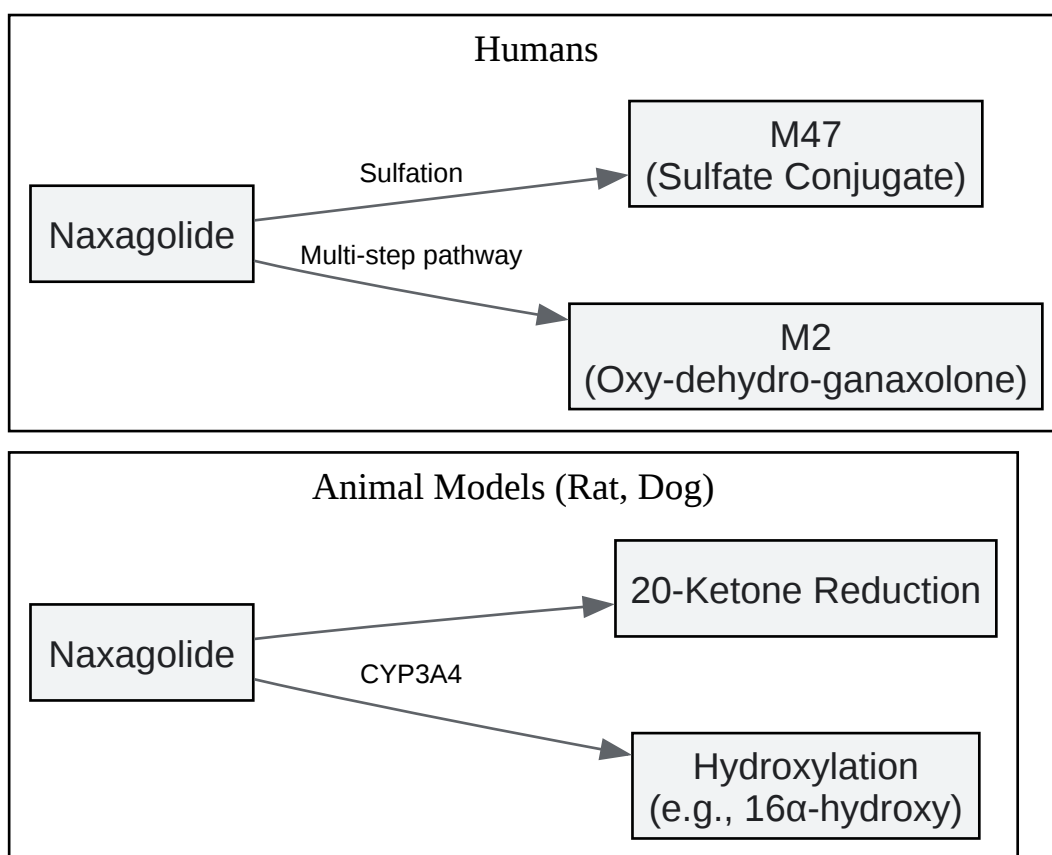 Humans
Naxagolide
Sulfation
M47
(Sulfate Conjugate)
Multi-step pathway
M2
(Oxy-dehydro-ganaxolone)
Animal Models (Rat, Dog)
Naxagolide
20-Ketone Reduction
CYP3A4
Hydroxylation
(e.g., 16α-hydroxy)